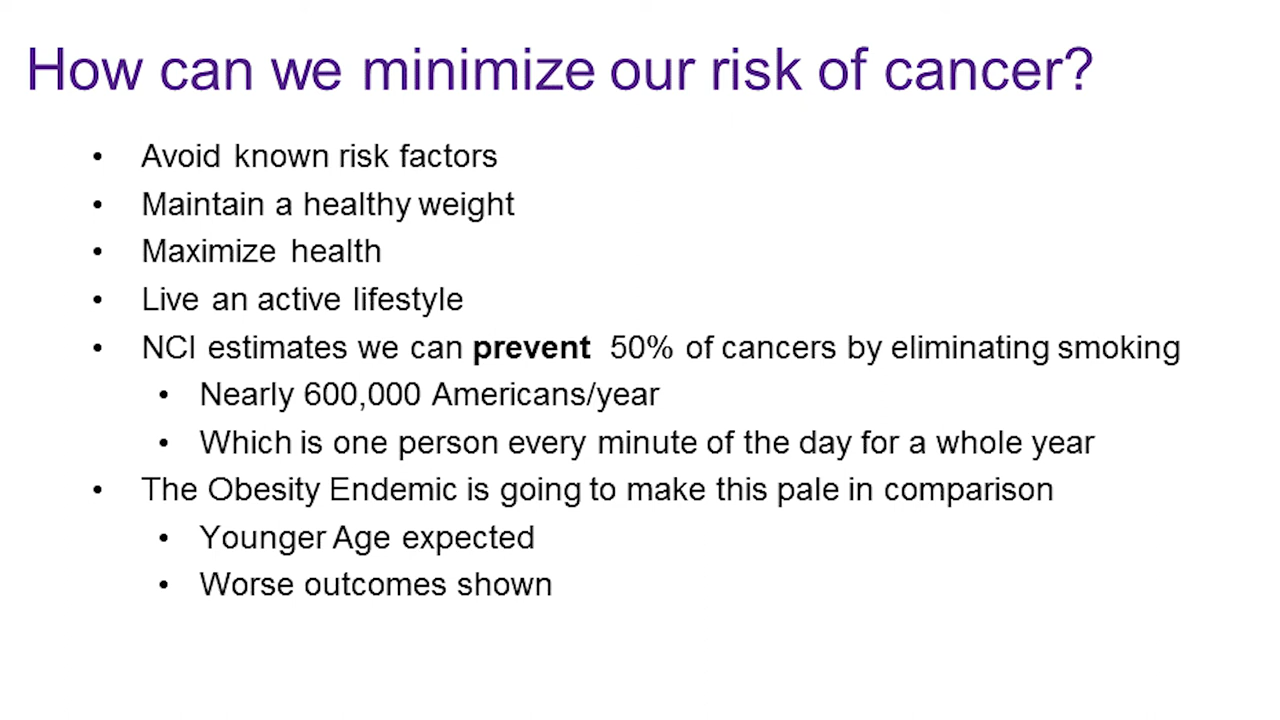 How can we minimize our risk of cancer?
• Avoid known risk factors
• Maintain a healthy weight
• Maximize health
• Live an active lifestyle
• NCI estimates we can prevent 50% of cancers by eliminating smoking
• Nearly 600,000 Americans/year
• Which is one person every minute of the day for a whole year
• The Obesity Endemic is going to make this pale in comparison
• Younger Age expected
• Worse outcomes shown